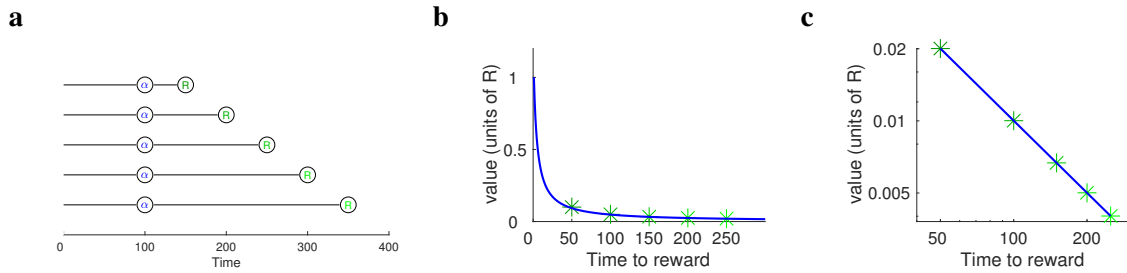 a
α R
α R
α R
α R
α R
0 100 200 300 400
Time
b
value (units of R)
1
0.5
0
0 50 100 150 200 250
Time to reward
c
value (units of R)
0.02
0.01
0.005
50 100 200
Time to reward